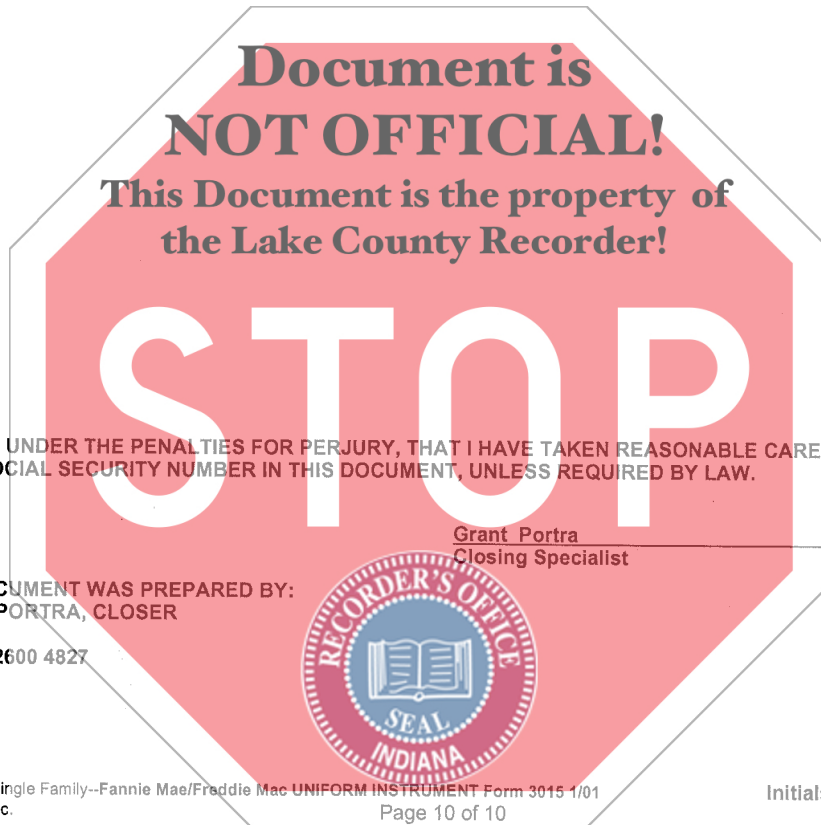 Document is
NOT OFFICIAL!
This Document is the property of
the Lake County Recorder!
STOP
UNDER THE PENALTIES FOR PERJURY, THAT I HAVE TAKEN REASONABLE CARE
OCIAL SECURITY NUMBER IN THIS DOCUMENT, UNLESS REQUIRED BY LAW.
Grant Portra
Closing Specialist
CUMENT WAS PREPARED BY:
PORTRA, CLOSER
2600 4827
RECORDER'S OFFICE
SEAL
INDIANA
ingle Family--Fannie Mae/Freddie Mac UNIFORM INSTRUMENT Form 3015 1/01
Initials
c.
Page 10 of 10